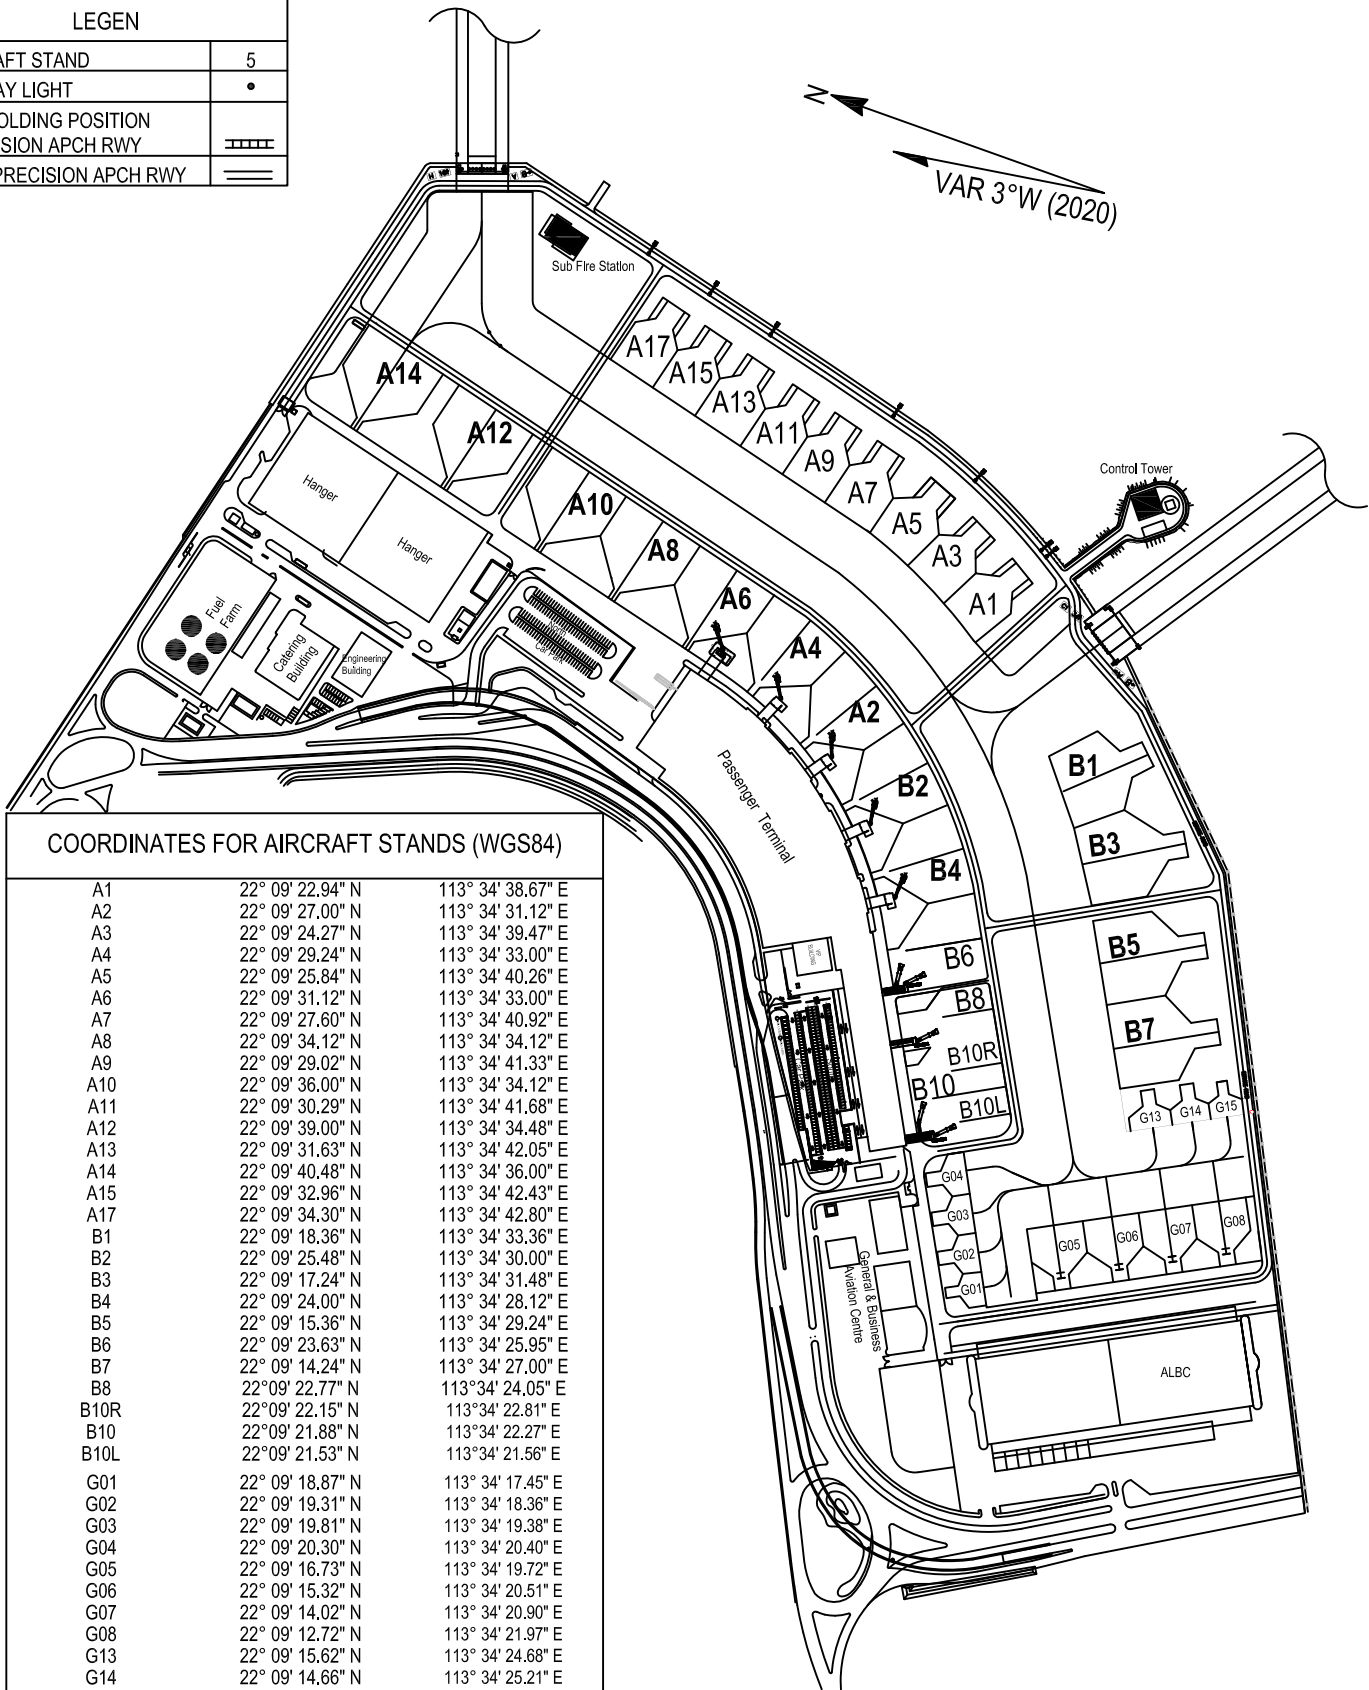 LEGEN
AFT STAND 5
AY LIGHT
OLDING POSITION
ISION APCH RWY
PRECISION APCH RWY
N
VAR 3°W (2020)
Sub Fire Station
A17
A15
A13
A11
A9
A7
A5
A3
A1
A14
A12
A10
A8
A6
A4
A2
Control Tower
Hanger
Hanger
Fuel
Farm
Catering
Building
Engineering
Building
Car Park
Passenger Terminal
VIP
BUILDING
B1
B2
B3
B4
B5
B6
B7
B8
B10R
B10
B10L
G13
G14
G15
G04
G03
G02
G01
G05
G06
G07
G08
General & Business
Aviation Centre
ALBC
COORDINATES FOR AIRCRAFT STANDS (WGS84)
A1 22° 09' 22.94" N 113° 34' 38.67" E
A2 22° 09' 27.00" N 113° 34' 31.12" E
A3 22° 09' 24.27" N 113° 34' 39.47" E
A4 22° 09' 29.24" N 113° 34' 33.00" E
A5 22° 09' 25.84" N 113° 34' 40.26" E
A6 22° 09' 31.12" N 113° 34' 33.00" E
A7 22° 09' 27.60" N 113° 34' 40.92" E
A8 22° 09' 34.12" N 113° 34' 34.12" E
A9 22° 09' 29.02" N 113° 34' 41.33" E
A10 22° 09' 36.00" N 113° 34' 34.12" E
A11 22° 09' 30.29" N 113° 34' 41.68" E
A12 22° 09' 39.00" N 113° 34' 34.48" E
A13 22° 09' 31.63" N 113° 34' 42.05" E
A14 22° 09' 40.48" N 113° 34' 36.00" E
A15 22° 09' 32.96" N 113° 34' 42.43" E
A17 22° 09' 34.30" N 113° 34' 42.80" E
B1 22° 09' 18.36" N 113° 34' 33.36" E
B2 22° 09' 25.48" N 113° 34' 30.00" E
B3 22° 09' 17.24" N 113° 34' 31.48" E
B4 22° 09' 24.00" N 113° 34' 28.12" E
B5 22° 09' 15.36" N 113° 34' 29.24" E
B6 22° 09' 23.63" N 113° 34' 25.95" E
B7 22° 09' 14.24" N 113° 34' 27.00" E
B8 22°09' 22.77" N 113°34' 24.05" E
B10R 22°09' 22.15" N 113°34' 22.81" E
B10 22°09' 21.88" N 113°34' 22.27" E
B10L 22°09' 21.53" N 113°34' 21.56" E
G01 22° 09' 18.87" N 113° 34' 17.45" E
G02 22° 09' 19.31" N 113° 34' 18.36" E
G03 22° 09' 19.81" N 113° 34' 19.38" E
G04 22° 09' 20.30" N 113° 34' 20.40" E
G05 22° 09' 16.73" N 113° 34' 19.72" E
G06 22° 09' 15.32" N 113° 34' 20.51" E
G07 22° 09' 14.02" N 113° 34' 20.90" E
G08 22° 09' 12.72" N 113° 34' 21.97" E
G13 22° 09' 15.62" N 113° 34' 24.68" E
G14 22° 09' 14.66" N 113° 34' 25.21" E